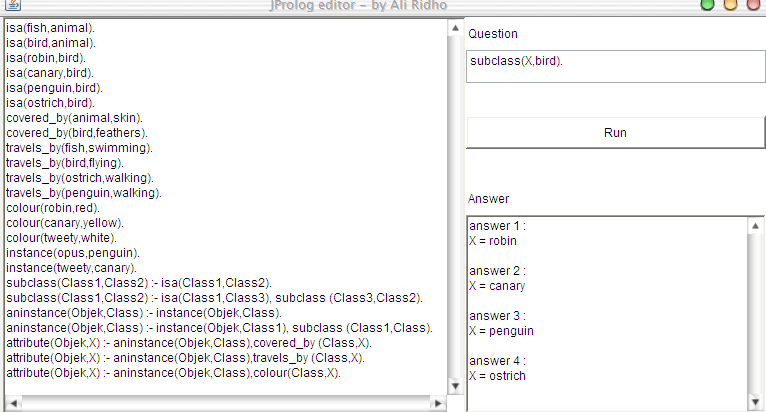 JProlog editor - by Ali Ridho
isa(fish,animal).
isa(bird,animal).
isa(robin,bird).
isa(canary,bird).
isa(penguin,bird).
isa(ostrich,bird).
covered_by(animal,skin).
covered_by(bird,feathers).
travels_by(fish,swimming).
travels_by(bird,flying).
travels_by(ostrich,walking).
travels_by(penguin,walking).
colour(robin,red).
colour(canary,yellow).
colour(tweety,white).
instance(opus,penguin).
instance(tweety,canary).
subclass(Class1,Class2) :- isa(Class1,Class2).
subclass(Class1,Class2) :- isa(Class1,Class3), subclass (Class3,Class2).
aninstance(Objek,Class) :- instance(Objek,Class).
aninstance(Objek,Class) :- instance(Objek,Class1), subclass (Class1,Class).
attribute(Objek,X) :- aninstance(Objek,Class),covered_by (Class,X).
attribute(Objek,X) :- aninstance(Objek,Class),travels_by (Class,X).
attribute(Objek,X) :- aninstance(Objek,Class),colour(Class,X).
Question
subclass(X,bird).
Run
Answer
answer 1 :
X = robin
answer 2 :
X = canary
answer 3 :
X = penguin
answer 4 :
X = ostrich